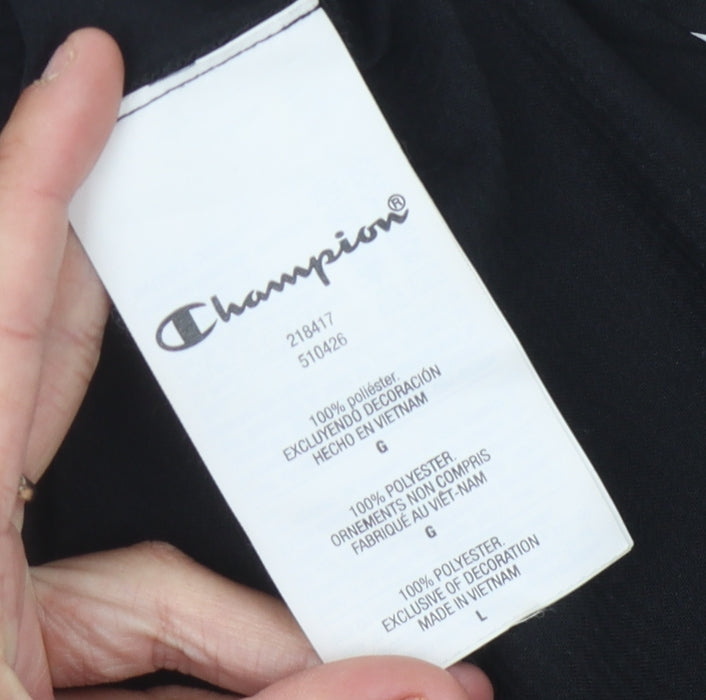 Champion®
218417
510426
100% poliéster.
EXCLUYENDO DECORACIÓN
HECHO EN VIETNAM
G
100% POLYESTER.
ORNEMENTS NON COMPRIS
FABRIQUÉ AU VIÊT-NAM
G
100% POLYESTER.
EXCLUSIVE OF DECORATION
MADE IN VIETNAM
L